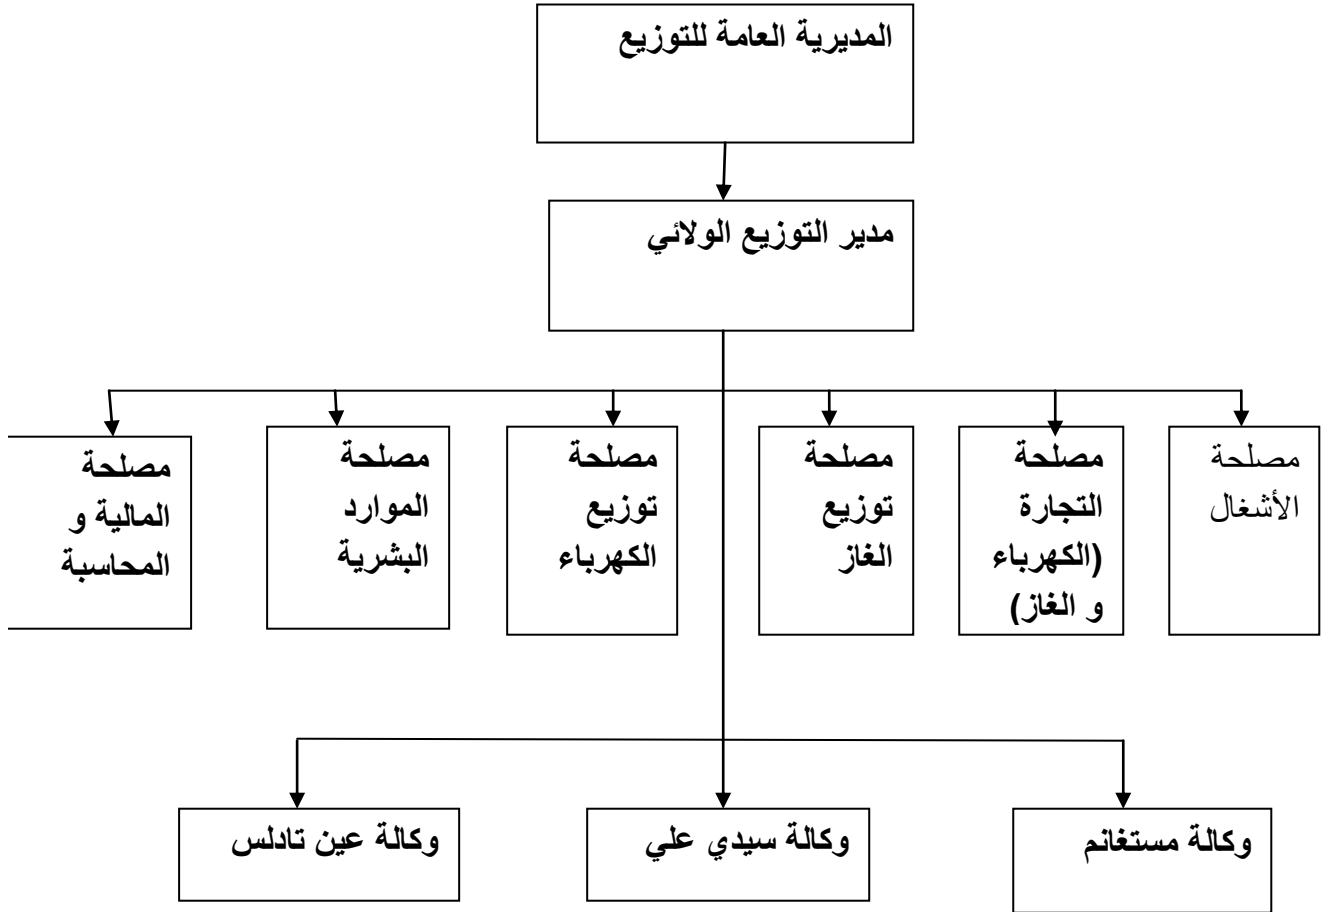 المديرية العامة للتوزيع
مدير التوزيع الولائي
مصلحة
الأشغال
مصلحة
التجارة
(الكهرباء
و الغاز)
مصلحة
توزيع
الغاز
مصلحة
توزيع
الكهرباء
مصلحة
الموارد
البشرية
مصلحة
المالية و
المحاسبة
وكالة مستغانم
وكالة سيدي علي
وكالة عين تادلس